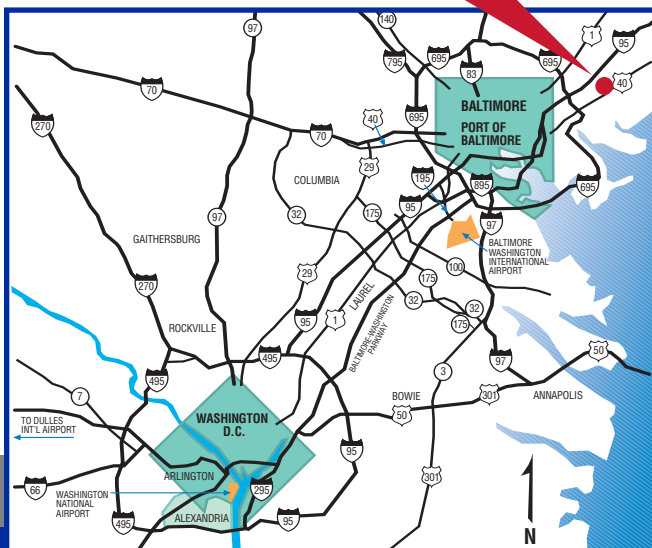 97
140
1
95
795
695
83
695
40
70
BALTIMORE
PORT OF
BALTIMORE
40
695
270
70
29
195
895
695
COLUMBIA
95
175
32
97
97
GAITHERSBURG
BALTIMORE
WASHINGTON
INTERNATIONAL
AIRPORT
29
100
175
270
32
32
LAUREL
95
1
175
ROCKVILLE
BALTIMORE-WASHINGTON
PARKWAY
495
97
50
495
3
7
BOWIE
301
ANNAPOLIS
50
WASHINGTON
D.C.
TO DULLES
INT'L AIRPORT
95
ARLINGTON
301
66
WASHINGTON
NATIONAL
AIRPORT
295
ALEXANDRIA
495
95
N